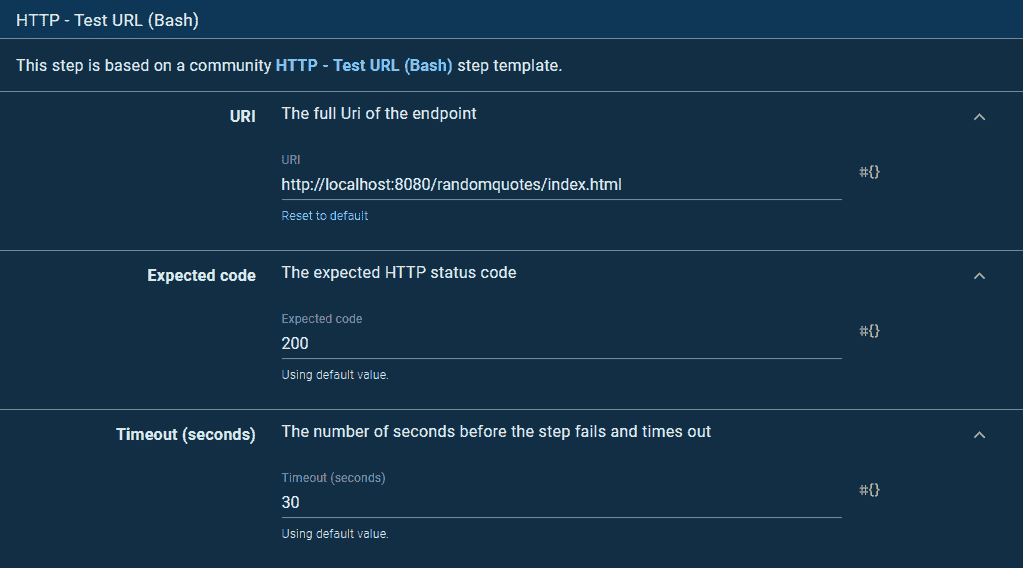 HTTP - Test URL (Bash)
This step is based on a community HTTP - Test URL (Bash) step template.
URI
The full Uri of the endpoint
URI
http://localhost:8080/randomquotes/index.html
#{}
Reset to default
Expected code
The expected HTTP status code
Expected code
200
#{}
Using default value.
Timeout (seconds)
The number of seconds before the step fails and times out
Timeout (seconds)
30
#{}
Using default value.